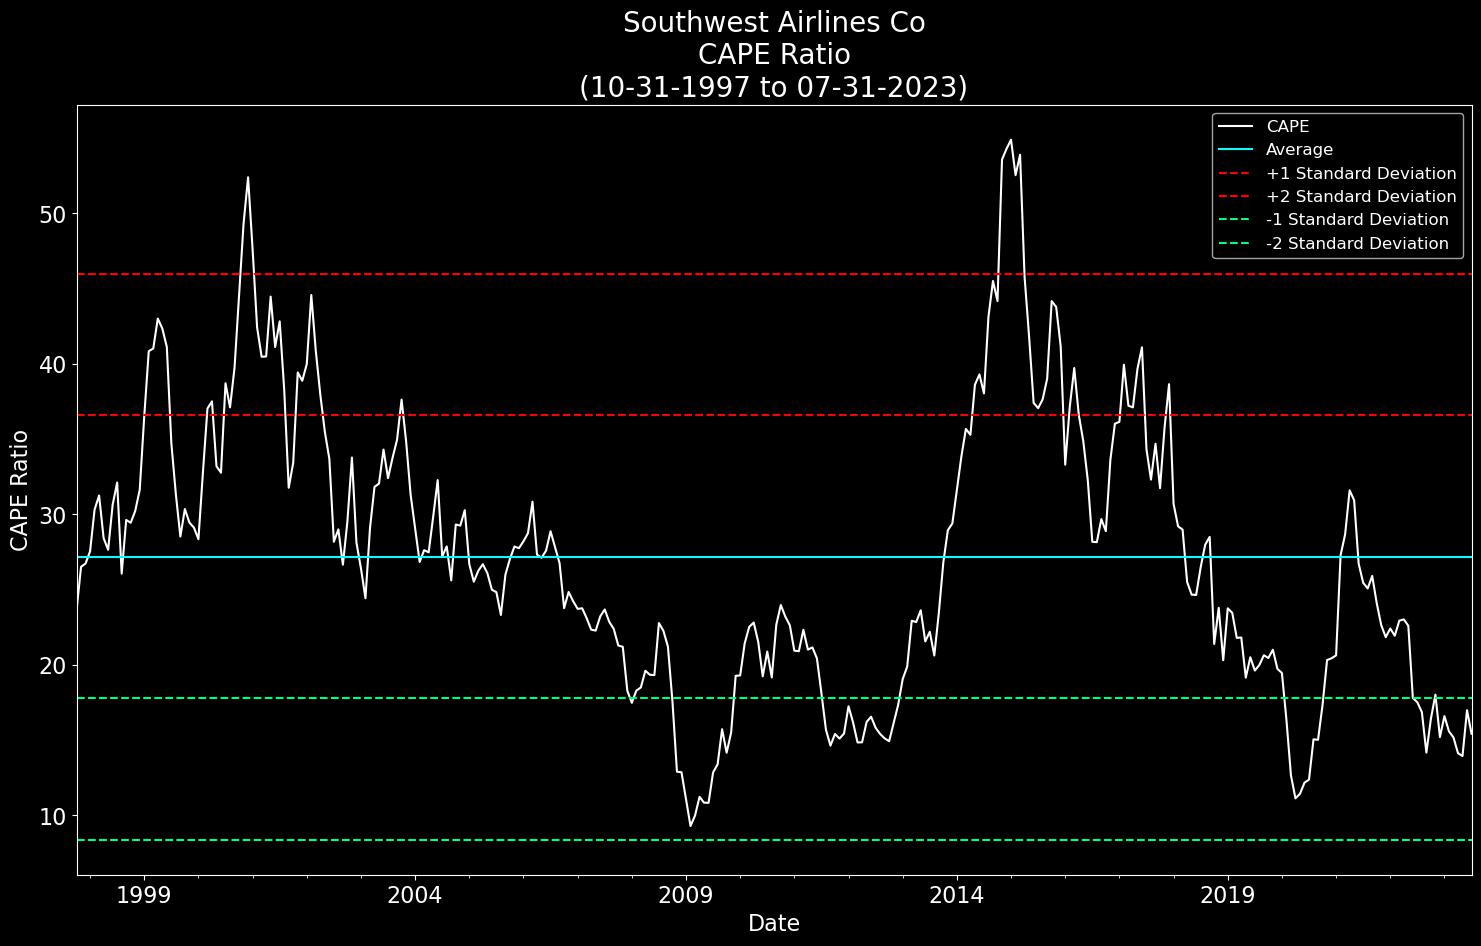 Southwest Airlines Co
CAPE Ratio
(10-31-1997 to 07-31-2023)
CAPE
Average
+1 Standard Deviation
+2 Standard Deviation
-1 Standard Deviation
-2 Standard Deviation
CAPE Ratio
50
40
30
20
10
1999
2004
2009
2014
2019
Date